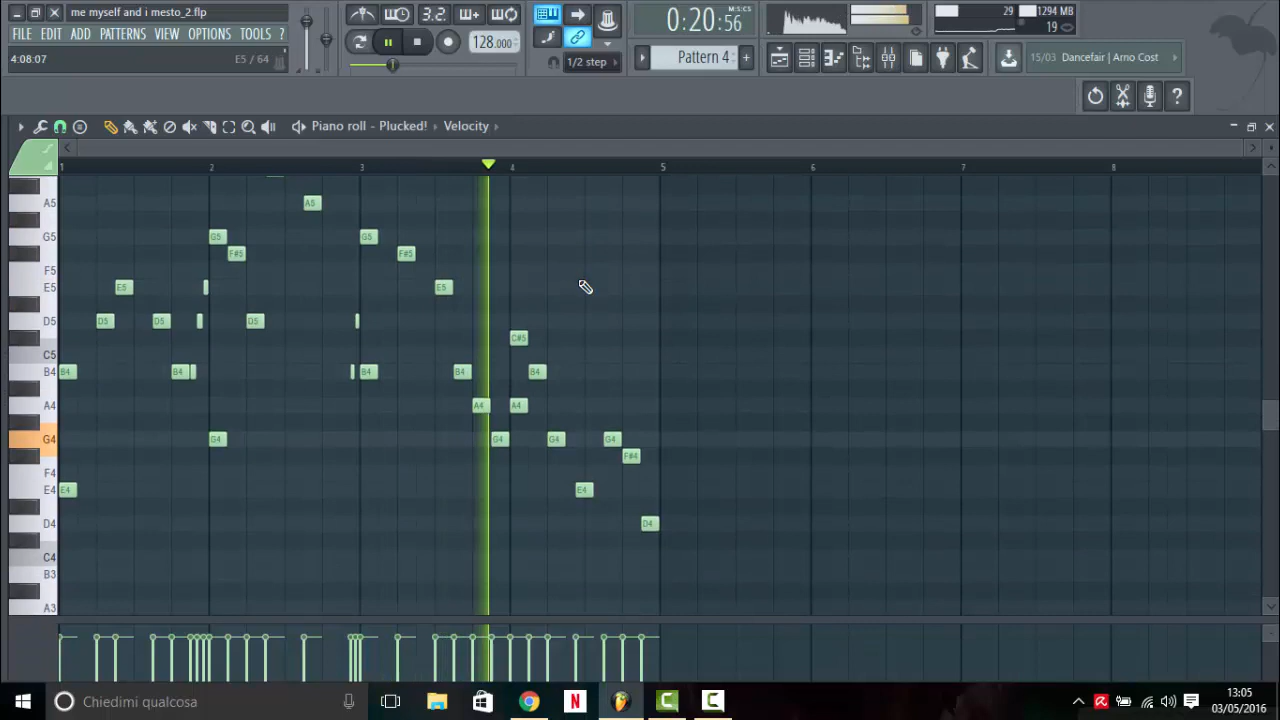 me myself and i mesto_2.flp
FILE EDIT ADD PATTERNS VIEW OPTIONS TOOLS ?
4:08:07 E5 / 64
3.2
128.000
1/2 step
0:20:56
M:S:CS
Pattern 4
29 1294 MB
19
15/03 Dancefair | Arno Cost
Piano roll - Plucked! Velocity
1 2 3 4 5 6 7 8
A5 A5
G5 G5 G5
F#5 F#5
F5
E5 E5 E5
D5 D5 D5 D5
C#5
C5
B4 B4 B4 B4 B4 B4
A4 A4 A4
G4 G4 G4 G4 G4
F#4
F4
E4 E4 E4
D4 D4
C4
B3
A3
Chiedimi qualcosa
13:05
03/05/2016